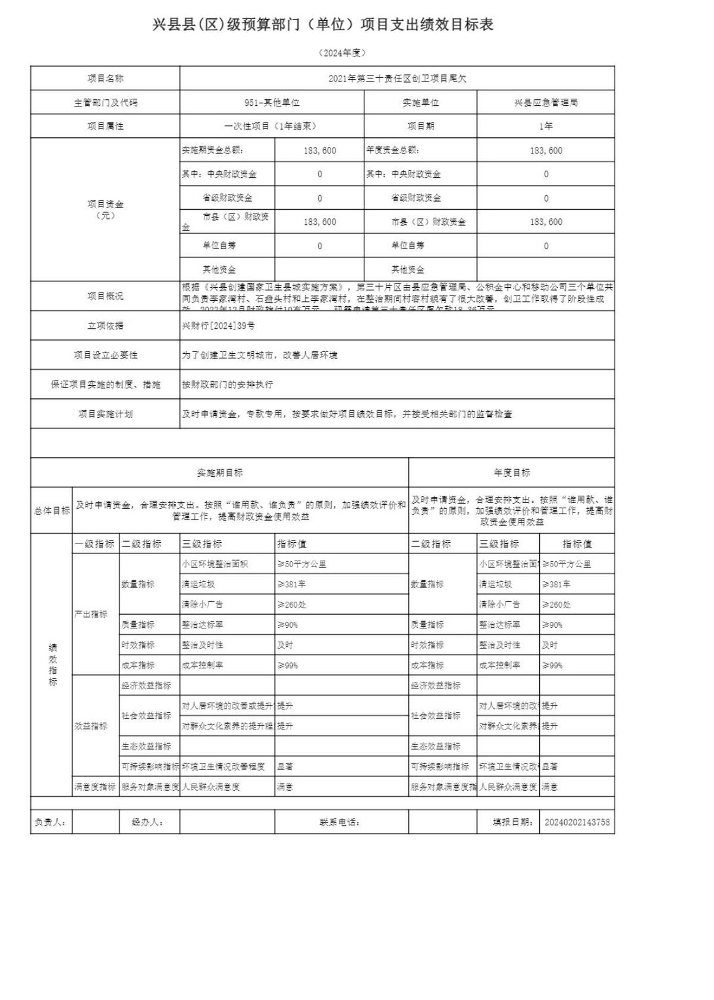 兴县县(区)级预算部门（单位）项目支出绩效目标表
（2024年度）
项目名称 2021年第三十责任区创卫项目尾欠
主管部门及代码 951-其他单位 实施单位 兴县应急管理局
项目属性 一次性项目（1年结束） 项目期 1年
项目资金
（元）
实施期资金总额： 183,600 年度资金总额： 183,600
其中：中央财政资金 0 其中：中央财政资金 0
省级财政资金 0 省级财政资金 0
市县（区）财政资
金 183,600 市县（区）财政资金 183,600
单位自筹 0 单位自筹 0
其他资金 其他资金
项目概况
根据《兴县创建国家卫生县城实施方案》，第三十片区由县应急管理局、公积金中心和移动公司三个单位共
同负责李家湾村、石盘头村和上李家湾村，在整治期间村容村貌有了很大改善，创卫工作取得了阶段性成
效，2022年12月财政拨付10有万元， 现需申请第三十责任区尾欠款18.36万元
立项依据 兴财行[2024]39号
项目设立必要性 为了创建卫生文明城市，改善人居环境
保证项目实施的制度、措施 按财政部门的安排执行
项目实施计划 及时申请资金，专款专用，按要求做好项目绩效目标，并接受相关部门的监督检查
实施期目标 年度目标
总体目标
及时申请资金，合理安排支出。按照“谁用款、谁负责”的原则，加强绩效评价和
管理工作，提高财政资金使用效益
及时申请资金，合理安排支出。按照“谁用款、谁
负责”的原则，加强绩效评价和管理工作，提高财
政资金使用效益
绩
效
指
标
一级指标 二级指标 三级指标 指标值 二级指标 三级指标 指标值
产出指标
数量指标 小区环境整治面积 ≥50平方公里 数量指标 小区环境整治面 ≥50平方公里
清运垃圾 ≥381车 清运垃圾 ≥381车
清除小广告 ≥260处 清除小广告 ≥260处
质量指标 整治达标率 ≥90% 质量指标 整治达标率 ≥90%
时效指标 整治及时性 及时 时效指标 整治及时性 及时
成本指标 成本控制率 ≥99% 成本指标 成本控制率 ≥99%
效益指标
经济效益指标 经济效益指标
社会效益指标 对人居环境的改善或提升 提升 社会效益指标 对人居环境的改 提升
对群众文化素养的提升程 提升 对群众文化素养 提升
生态效益指标 生态效益指标
可持续影响指标 环境卫生情况改善程度 显著 可持续影响指标 环境卫生情况改 显著
满意度指标 服务对象满意度 人民群众满意度 满意 服务对象满意度指 人民群众满意度 满意
负责人： 经办人： 联系电话： 填报日期： 20240202143758